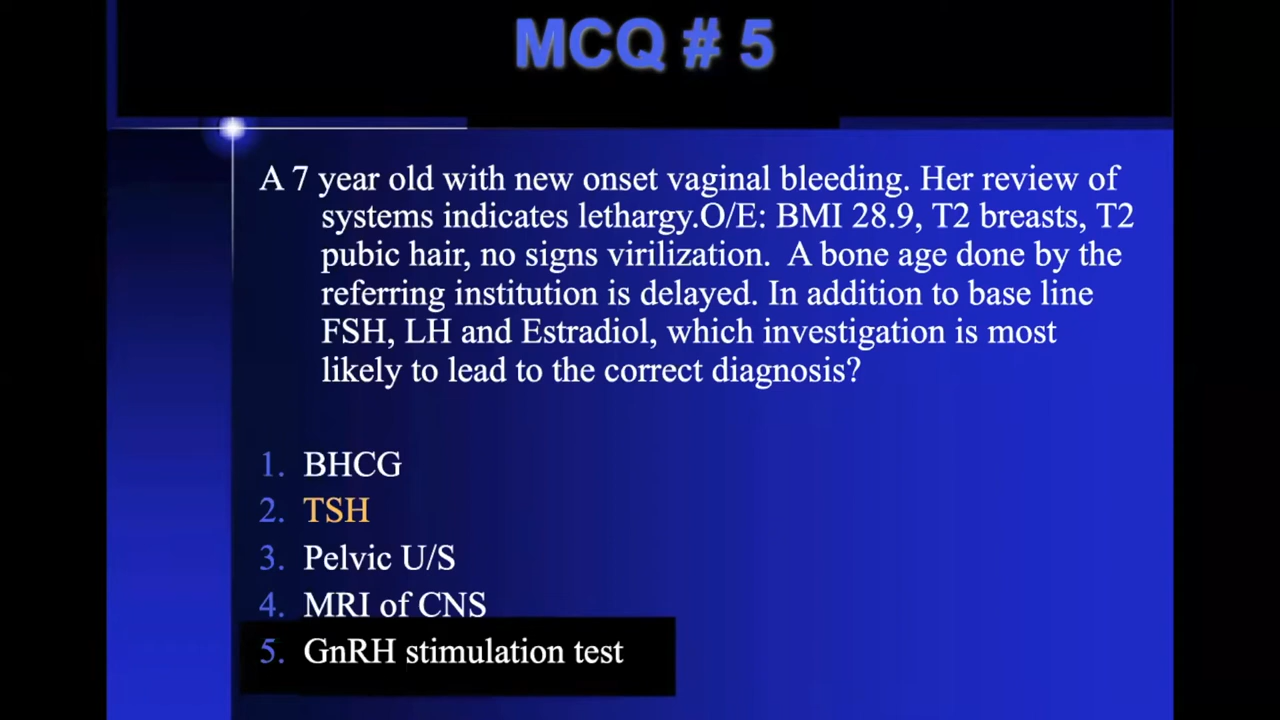 MCQ # 5
A 7 year old with new onset vaginal bleeding. Her review of
systems indicates lethargy.O/E: BMI 28.9, T2 breasts, T2
pubic hair, no signs virilization. A bone age done by the
referring institution is delayed. In addition to base line
FSH, LH and Estradiol, which investigation is most
likely to lead to the correct diagnosis?
1. BHCG
2. TSH
3. Pelvic U/S
4. MRI of CNS
5. GnRH stimulation test